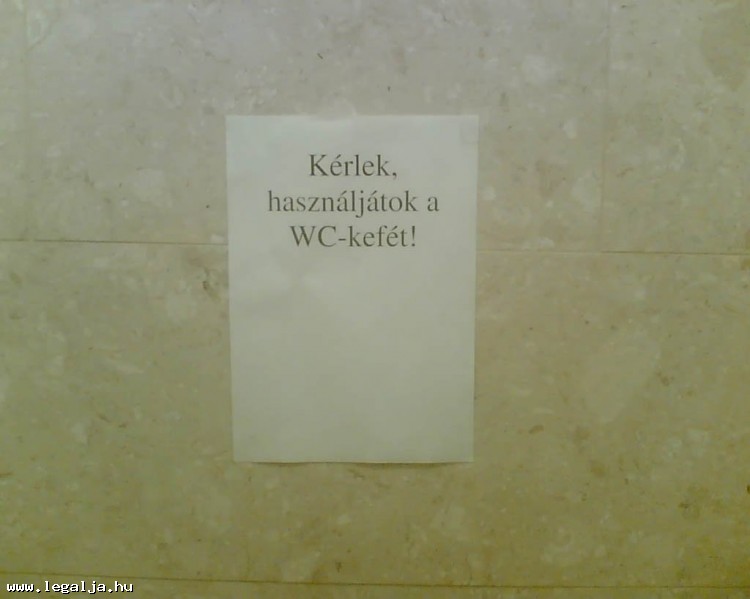 Kérlek,
használjátok a
WC-kefét!
www.legalja.hu